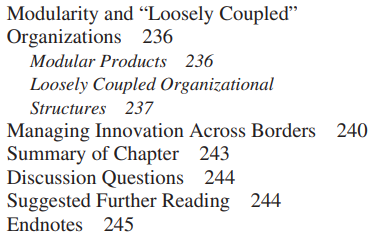 Modularity and “Loosely Coupled”
Organizations 236
Modular Products 236
Loosely Coupled Organizational
Structures 237
Managing Innovation Across Borders 240
Summary of Chapter 243
Discussion Questions 244
Suggested Further Reading 244
Endnotes 245